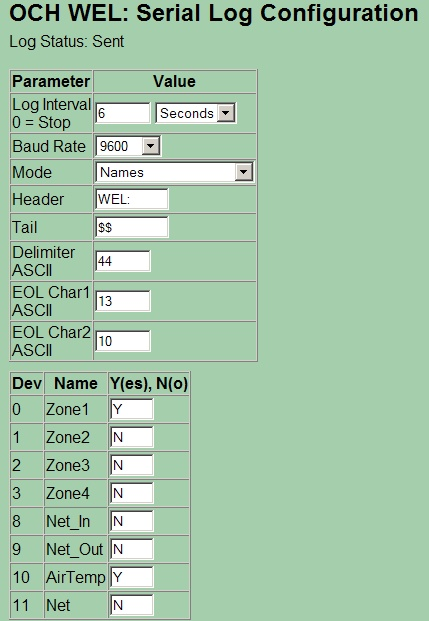 OCH WEL: Serial Log Configuration
Log Status: Sent
Parameter Value
Log Interval
0 = Stop 6 Seconds
Baud Rate 9600
Mode Names
Header WEL:
Tail $$
Delimiter
ASCII 44
EOL Char1
ASCII 13
EOL Char2
ASCII 10
Dev Name Y(es), N(o)
0 Zone1 Y
1 Zone2 N
2 Zone3 N
3 Zone4 N
8 Net_In N
9 Net_Out N
10 AirTemp Y
11 Net N